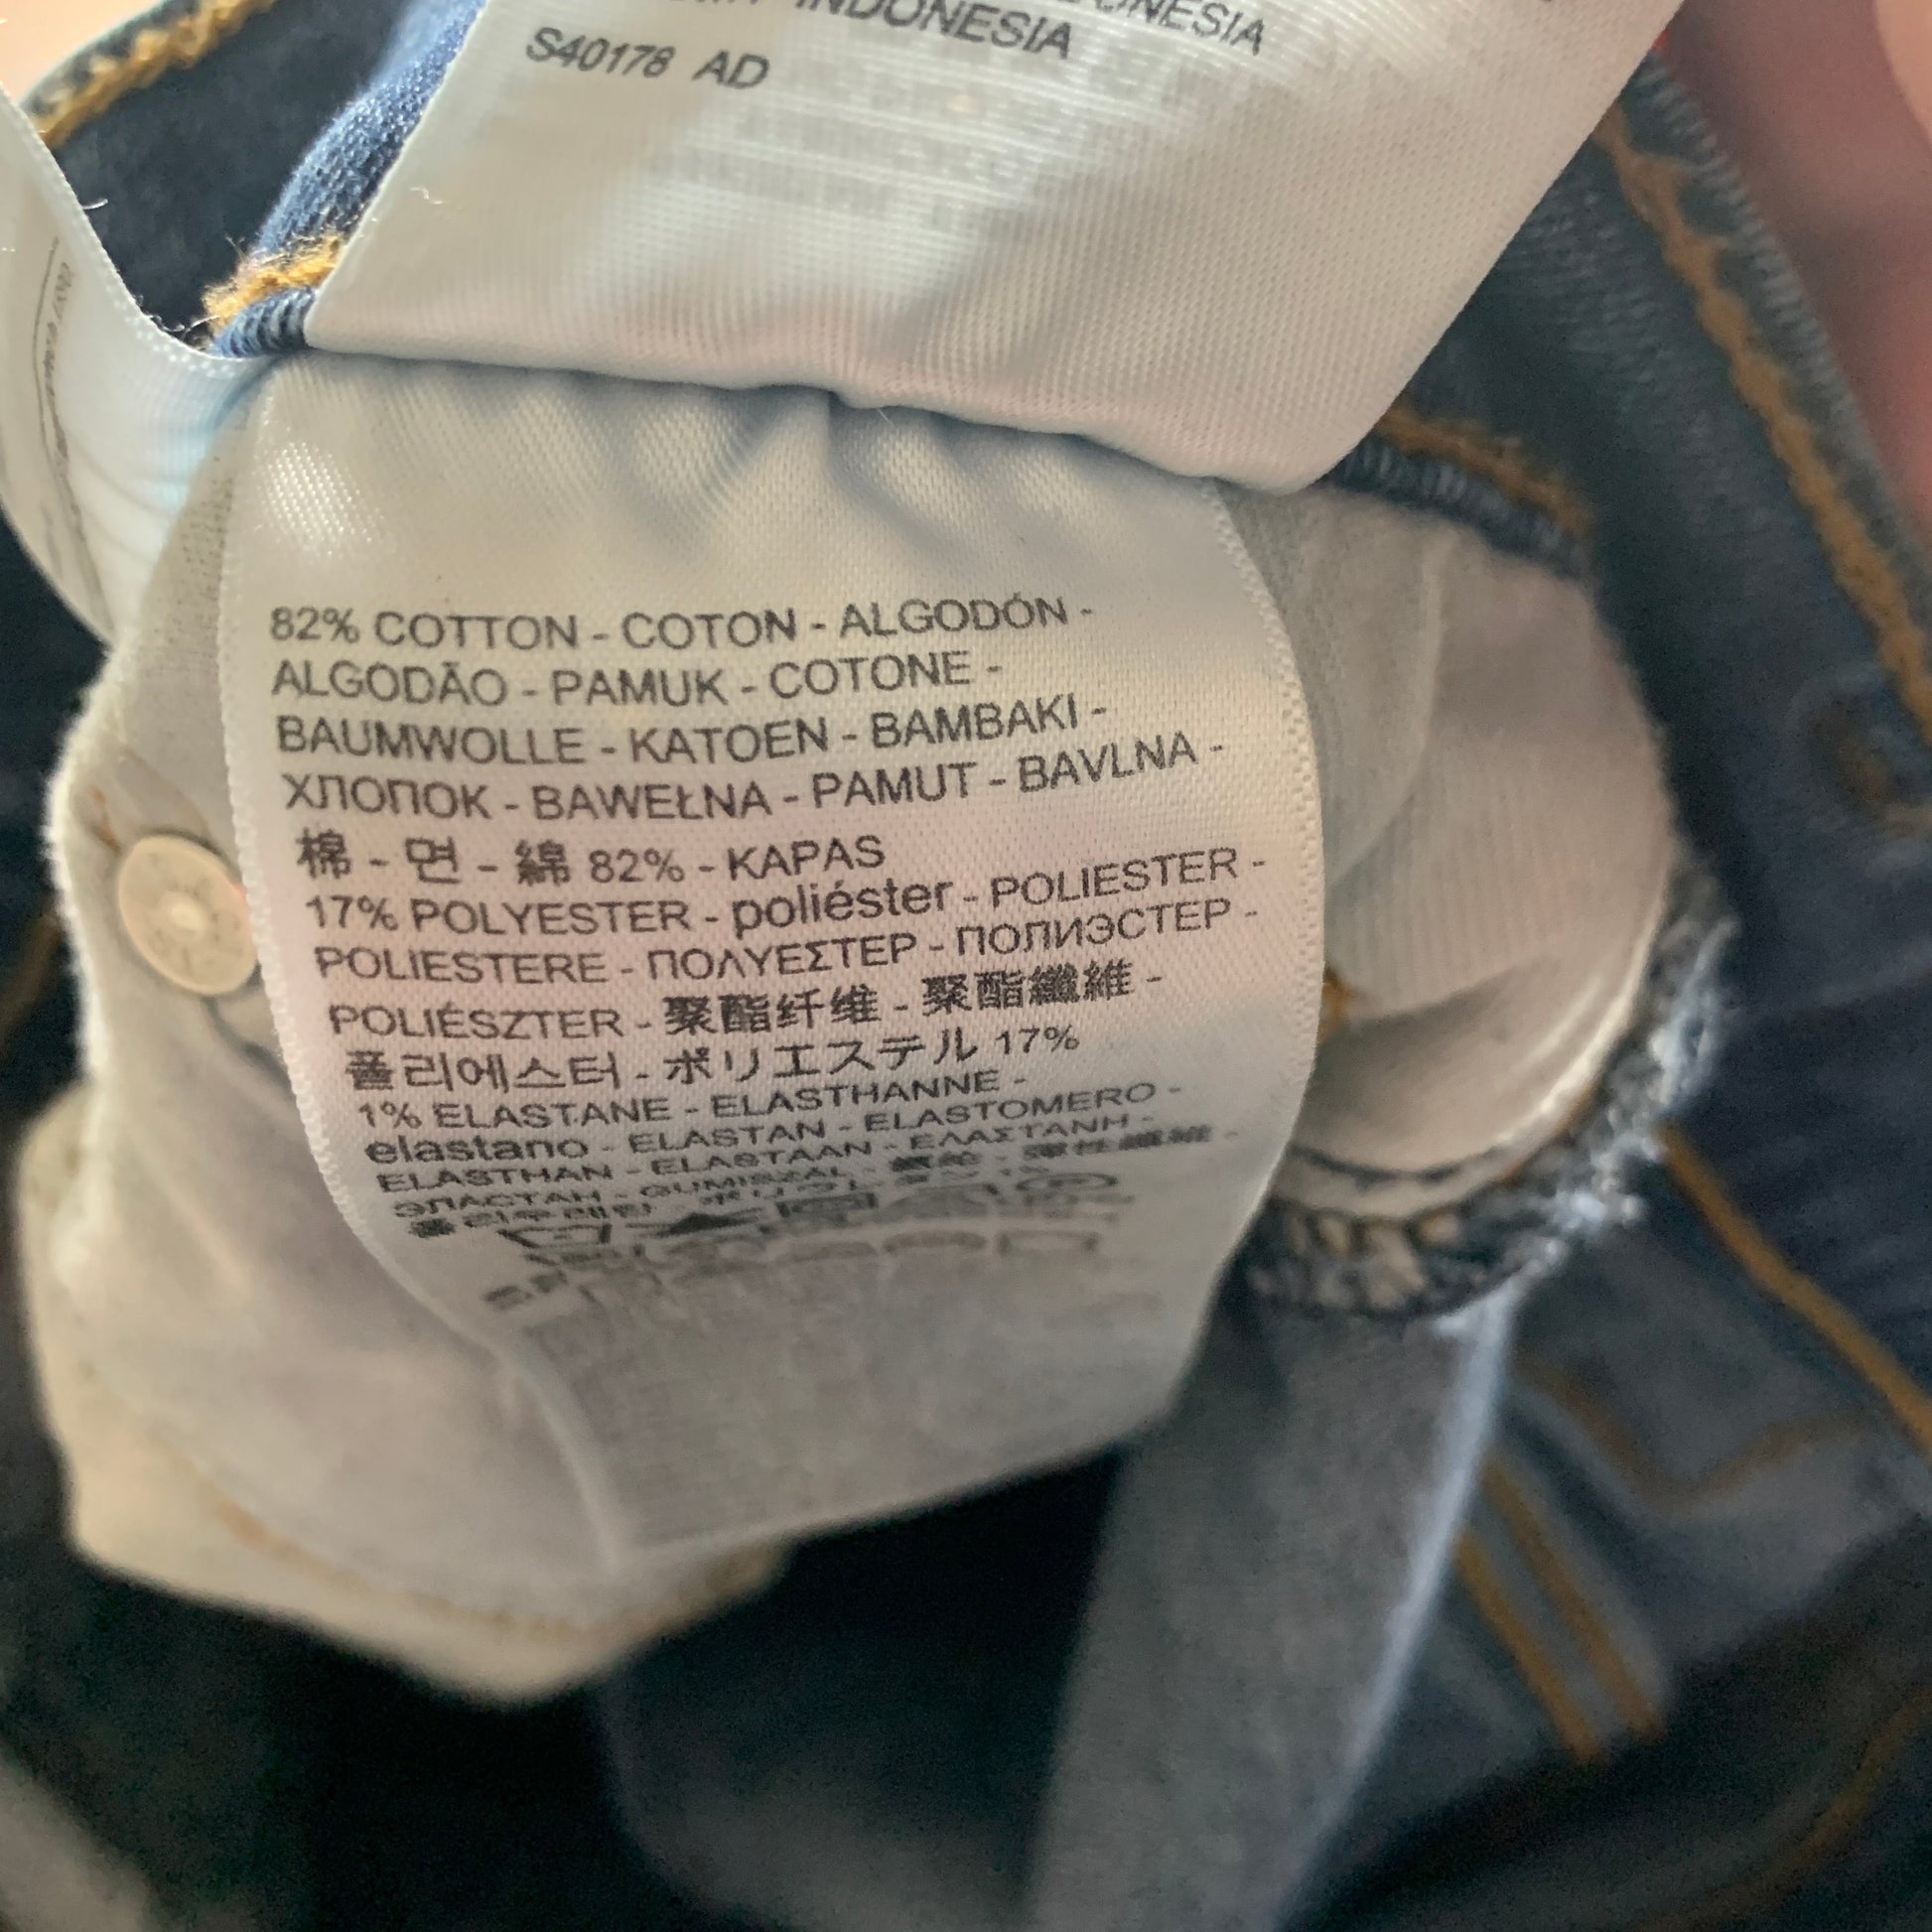 INDONESIA
INDONESIA
S40178 AD
82% COTTON - COTON - ALGODÓN -
ALGODÃO - PAMUK - COTONE -
BAUMWOLLE - KATOEN - BAMBAKI -
ХЛОПОК - BAWEŁNA - PAMUT - BAVLNA -
棉 - 면 - 綿 82% - KAPAS
17% POLYESTER - poliéster - POLIESTER -
POLIESTERE - ΠΟΛΥΕΣΤΕΡ - ПОЛИЭСТЕР -
POLIÉSZTER - 聚酯纤维 - 聚酯纖維 -
폴리에스터 - ポリエステル 17%
1% ELASTANE - ELASTHANNE -
elastano - ELASTAN - ELASTOMERO -
ELASTHAN - ELASTAAN - ΕΛΑΣΤΑΝΗ -
ЭЛАСТАН - GUMISZÁL -